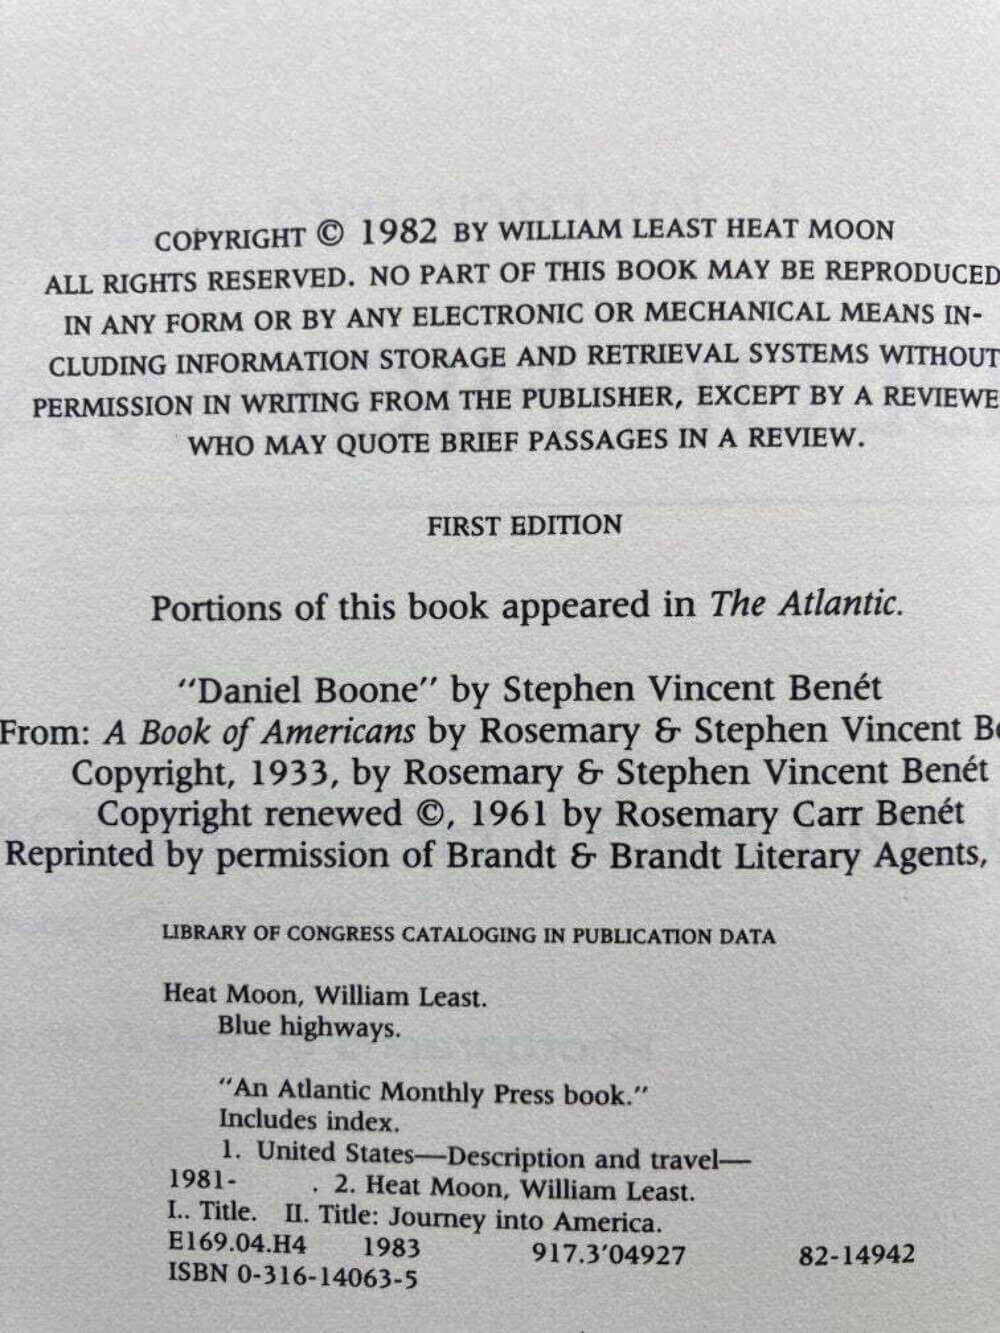 COPYRIGHT © 1982 BY WILLIAM LEAST HEAT MOON
ALL RIGHTS RESERVED. NO PART OF THIS BOOK MAY BE REPRODUCED
IN ANY FORM OR BY ANY ELECTRONIC OR MECHANICAL MEANS IN-
CLUDING INFORMATION STORAGE AND RETRIEVAL SYSTEMS WITHOUT
PERMISSION IN WRITING FROM THE PUBLISHER, EXCEPT BY A REVIEWE
WHO MAY QUOTE BRIEF PASSAGES IN A REVIEW.
FIRST EDITION
Portions of this book appeared in The Atlantic.
"Daniel Boone" by Stephen Vincent Benét
From: A Book of Americans by Rosemary & Stephen Vincent Be
Copyright, 1933, by Rosemary & Stephen Vincent Benét
Copyright renewed ©, 1961 by Rosemary Carr Benét
Reprinted by permission of Brandt & Brandt Literary Agents,
LIBRARY OF CONGRESS CATALOGING IN PUBLICATION DATA
Heat Moon, William Least.
Blue highways.
"An Atlantic Monthly Press book."
Includes index.
1. United States—Description and travel—
1981- . 2. Heat Moon, William Least.
I.. Title. II. Title: Journey into America.
E169.04.H4 1983 917.3'04927 82-14942
ISBN 0-316-14063-5